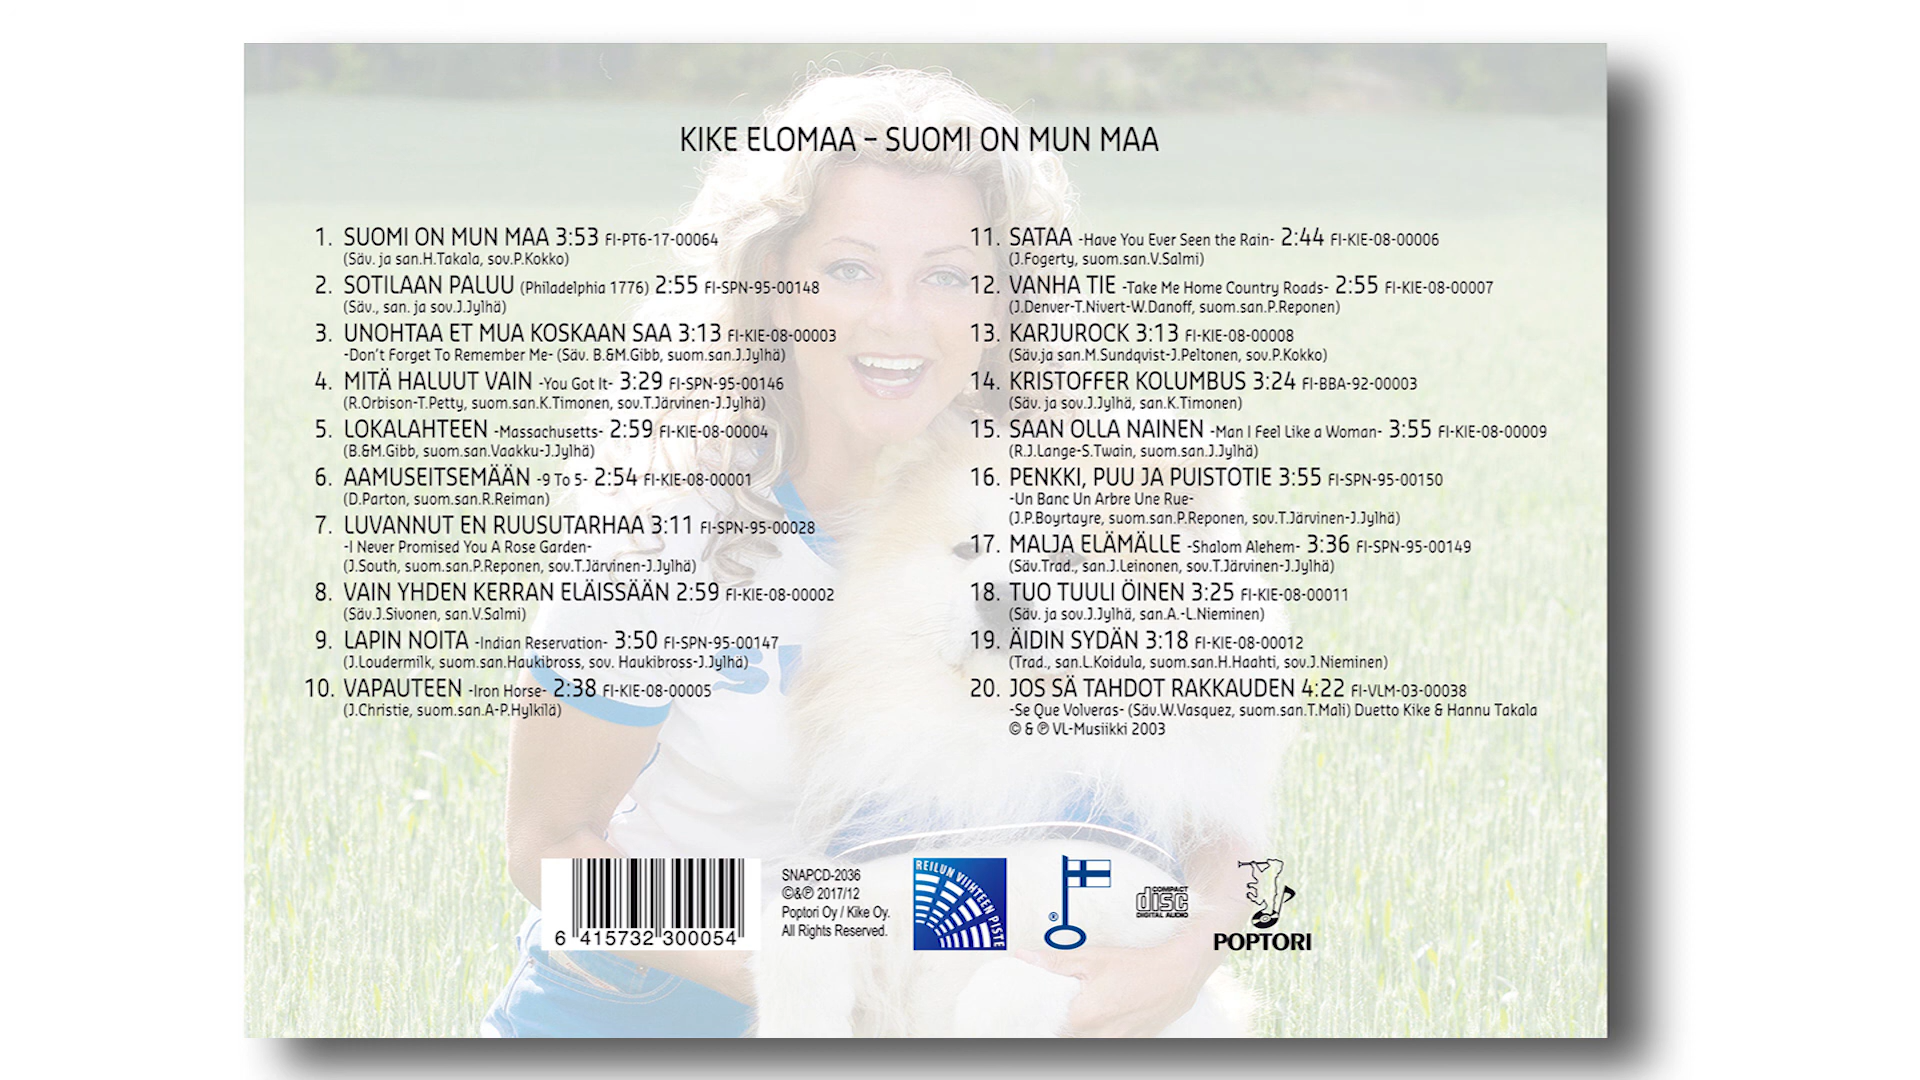 KIKE ELOMAA – SUOMI ON MUN MAA
1. SUOMI ON MUN MAA 3:53 FI-PT6-17-00064
(Säv. ja san.H.Takala, sov.P.Kokko)
2. SOTILAAN PALUU (Philadelphia 1776) 2:55 FI-SPN-95-00148
(Säv., san. ja sov.J.Jylhä)
3. UNOHTAA ET MUA KOSKAAN SAA 3:13 FI-KIE-08-00003
-Don't Forget To Remember Me- (Säv. B.&M.Gibb, suom.san.J.Jylhä)
4. MITÄ HALUUT VAIN -You Got It- 3:29 FI-SPN-95-00146
(R.Orbison-T.Petty, suom.san.K.Timonen, sov.T.Järvinen-J.Jylhä)
5. LOKALAHTEEN -Massachusetts- 2:59 FI-KIE-08-00004
(B.&M.Gibb, suom.san.Vaakku-J.Jylhä)
6. AAMUSEITSEMÄÄN -9 To 5- 2:54 FI-KIE-08-00001
(D.Parton, suom.san.R.Reiman)
7. LUVANNUT EN RUUSUTARHAA 3:11 FI-SPN-95-00028
-I Never Promised You A Rose Garden-
(J.South, suom.san.P.Reponen, sov.T.Järvinen-J.Jylhä)
8. VAIN YHDEN KERRAN ELÄISSÄÄN 2:59 FI-KIE-08-00002
(Säv.J.Sivonen, san.V.Salmi)
9. LAPIN NOITA -Indian Reservation- 3:50 FI-SPN-95-00147
(J.Loudermilk, suom.san.Haukibross, sov. Haukibross-J.Jylhä)
10. VAPAUTEEN -Iron Horse- 2:38 FI-KIE-08-00005
(J.Christie, suom.san.A-P.Hylkilä)
11. SATAA -Have You Ever Seen the Rain- 2:44 FI-KIE-08-00006
(J.Fogerty, suom.san.V.Salmi)
12. VANHA TIE -Take Me Home Country Roads- 2:55 FI-KIE-08-00007
(J.Denver-T.Nivert-W.Danoff, suom.san.P.Reponen)
13. KARJUROCK 3:13 FI-KIE-08-00008
(Säv.ja san.M.Sundqvist-J.Peltonen, sov.P.Kokko)
14. KRISTOFFER KOLUMBUS 3:24 FI-BBA-92-00003
(Säv. ja sov.J.Jylhä, san.K.Timonen)
15. SAAN OLLA NAINEN -Man I Feel Like a Woman- 3:55 FI-KIE-08-00009
(R.J.Lange-S.Twain, suom.san.J.Jylhä)
16. PENKKI, PUU JA PUISTOTIE 3:55 FI-SPN-95-00150
-Un Banc Un Arbre Une Rue-
(J.P.Boyrtayre, suom.san.P.Reponen, sov.T.Järvinen-J.Jylhä)
17. MALJA ELÄMÄLLE -Shalom Alehem- 3:36 FI-SPN-95-00149
(Säv.Trad., san.J.Leinonen, sov.T.Järvinen-J.Jylhä)
18. TUO TUULI ÖINEN 3:25 FI-KIE-08-00011
(Säv. ja sov.J.Jylhä, san.A.-L.Nieminen)
19. ÄIDIN SYDÄN 3:18 FI-KIE-08-00012
(Trad., san.L.Koidula, suom.san.H.Haahti, sov.J.Nieminen)
20. JOS SÄ TAHDOT RAKKAUDEN 4:22 FI-VLM-03-00038
-Se Que Volveras- (Säv.W.Vasquez, suom.san.T.Mali) Duetto Kike & Hannu Takala
© & ℗ VL-Musiikki 2003
6 415732 300054
SNAPCD-2036
©&℗ 2017/12
Poptori Oy / Kike Oy.
All Rights Reserved.
REILUN VIIHTEEN PISTE
®
COMPACT
disc
DIGITAL AUDIO
POPTORI